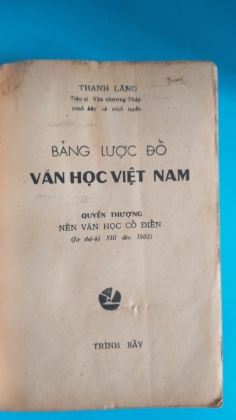 THANH LÃNG
Tiến sĩ Văn chương Pháp
trình bày và trích tuyển
BẢNG LƯỢC ĐỒ
VĂN HỌC VIỆT NAM
QUYỂN THƯỢNG
NỀN VĂN HỌC CỔ ĐIỂN
(Từ thế-kỷ XIII đến 1862)
TRÌNH BẦY